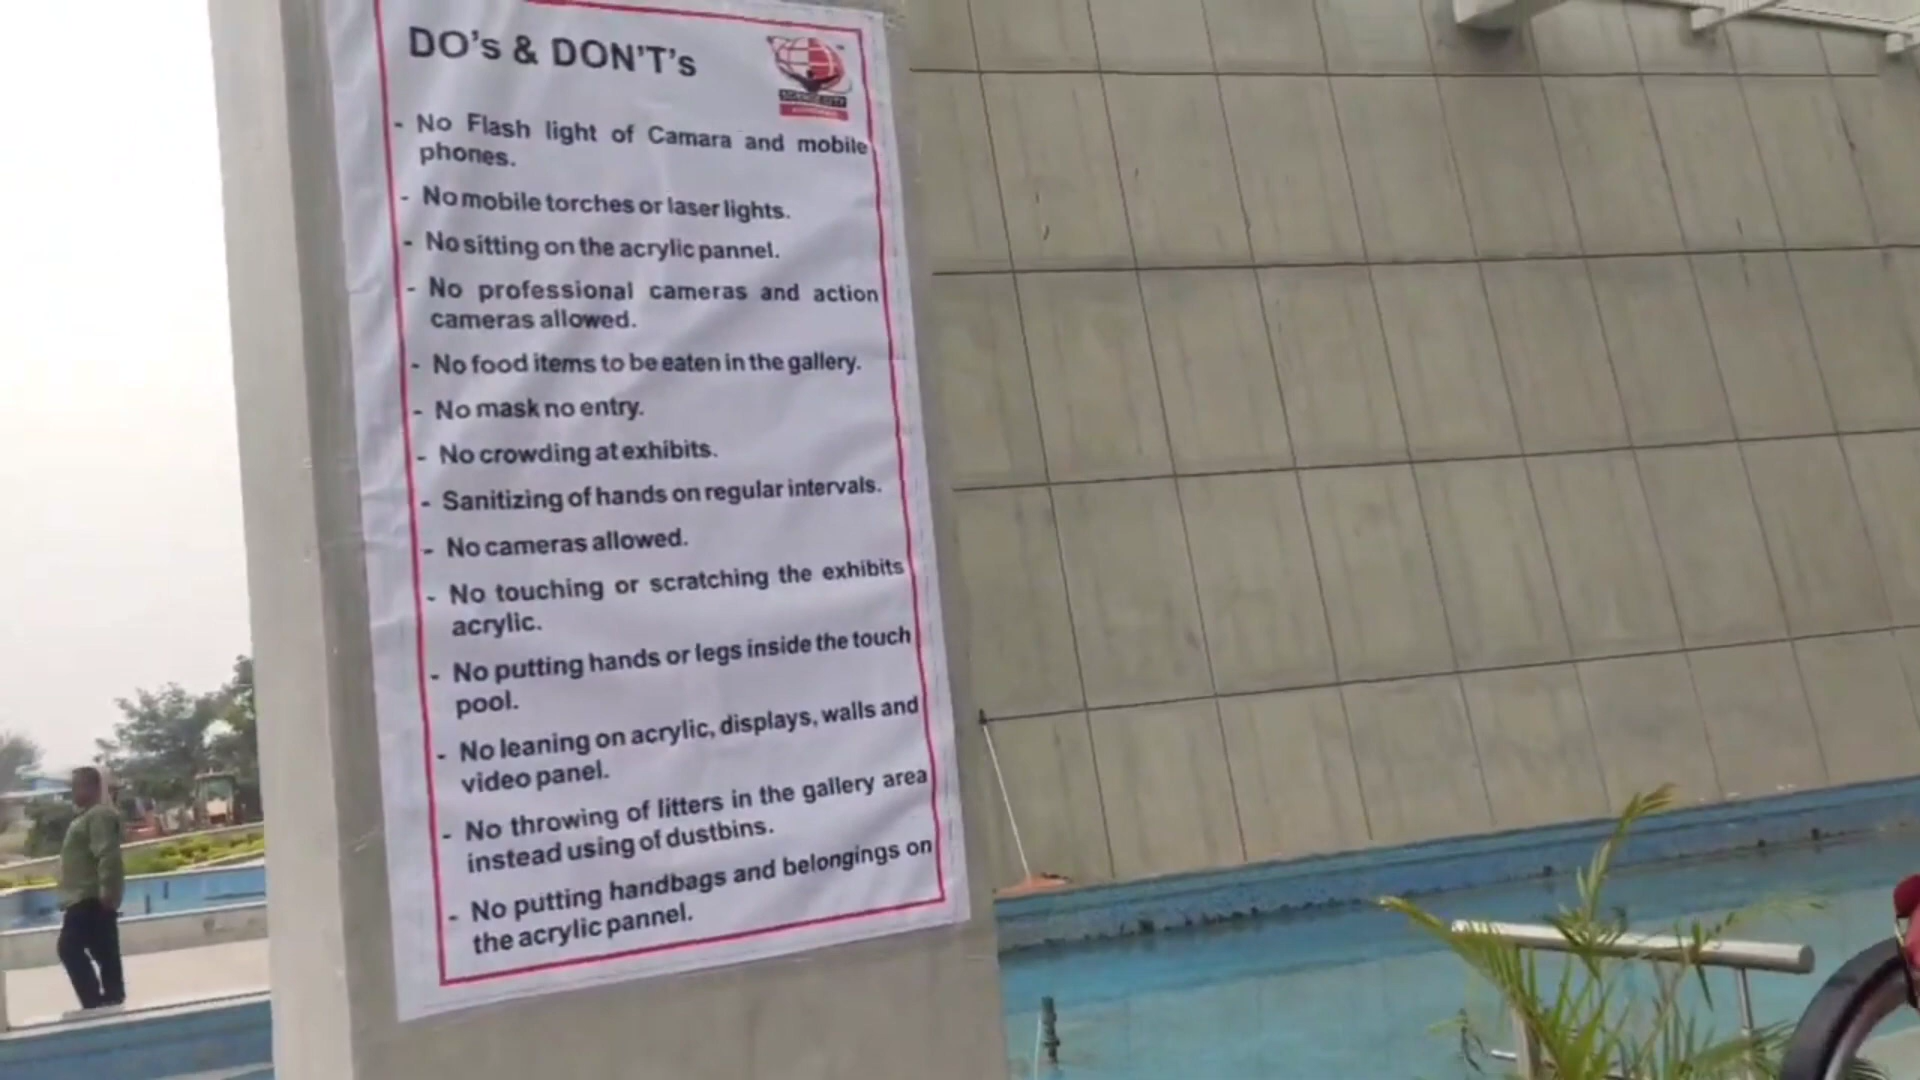 DO's & DON'T's
SCIENCE CITY
- No Flash light of Camara and mobile
phones.
- No mobile torches or laser lights.
- No sitting on the acrylic pannel.
- No professional cameras and action
cameras allowed.
- No food items to be eaten in the gallery.
- No mask no entry.
- No crowding at exhibits.
- Sanitizing of hands on regular intervals.
- No cameras allowed.
- No touching or scratching the exhibits
acrylic.
- No putting hands or legs inside the touch
pool.
- No leaning on acrylic, displays, walls and
video panel.
- No throwing of litters in the gallery area
instead using of dustbins.
- No putting handbags and belongings on
the acrylic pannel.